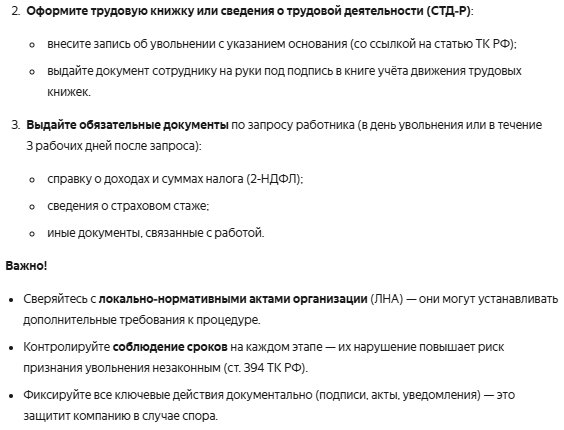 2. Оформите трудовую книжку или сведения о трудовой деятельности (СТД-Р):
◦ внесите запись об увольнении с указанием основания (со ссылкой на статью ТК РФ);
◦ выдайте документ сотруднику на руки под подпись в книге учёта движения трудовых
книжек.
3. Выдайте обязательные документы по запросу работника (в день увольнения или в течение
3 рабочих дней после запроса):
◦ справку о доходах и суммах налога (2-НДФЛ);
◦ сведения о страховом стаже;
◦ иные документы, связанные с работой.
Важно!
• Сверяйтесь с локально-нормативными актами организации (ЛНА) — они могут устанавливать
дополнительные требования к процедуре.
• Контролируйте соблюдение сроков на каждом этапе — их нарушение повышает риск
признания увольнения незаконным (ст. 394 ТК РФ).
• Фиксируйте все ключевые действия документально (подписи, акты, уведомления) — это
защитит компанию в случае спора.